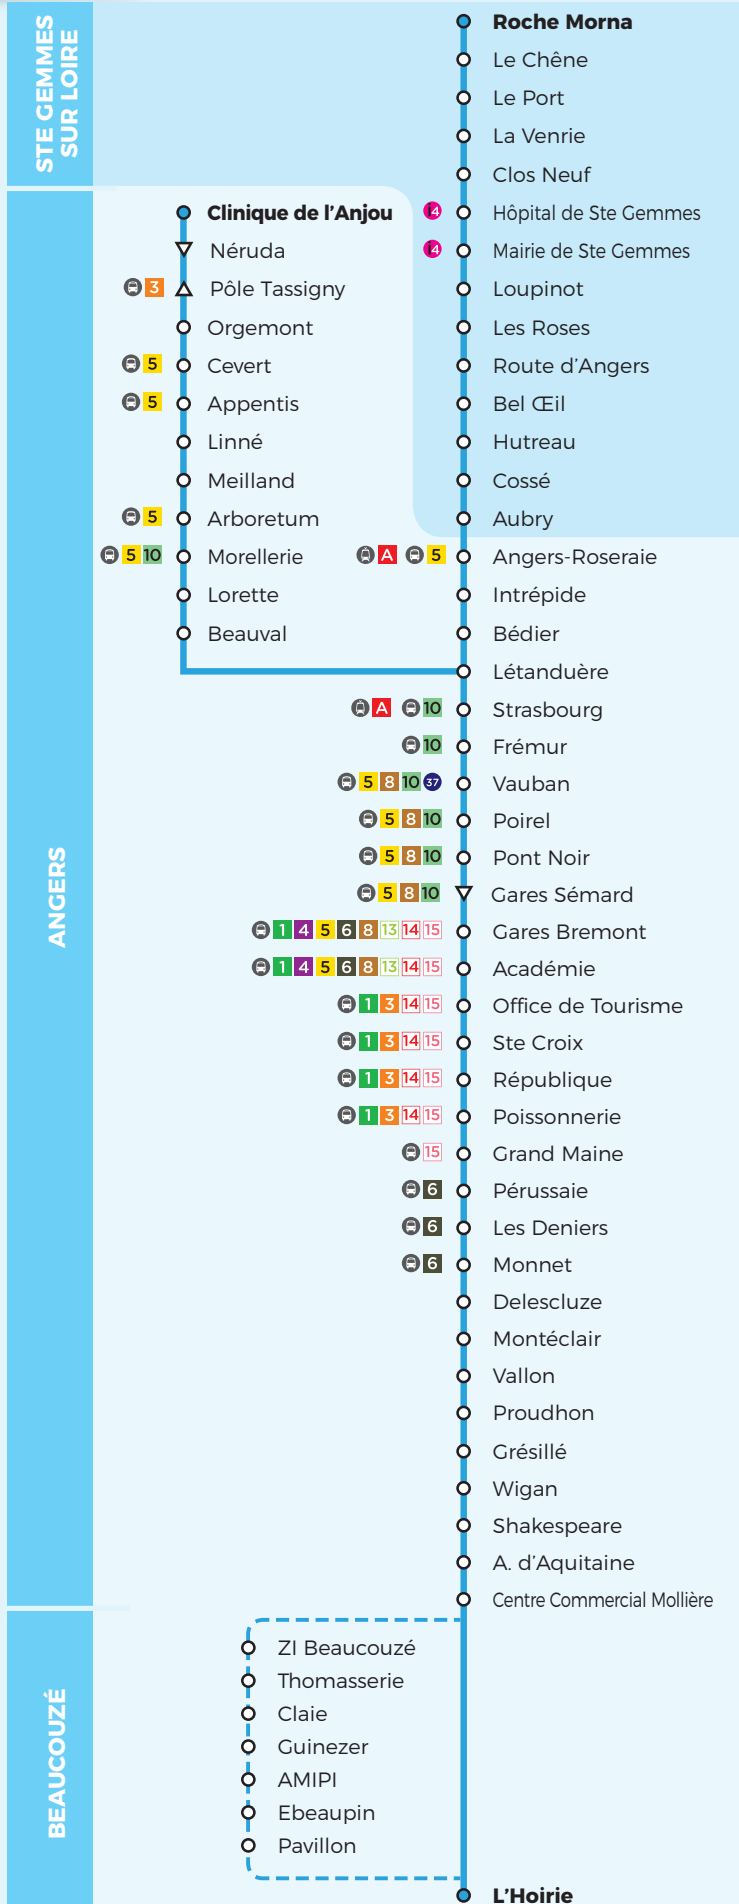 STE GEMMES
SUR LOIRE
Roche Morna
Le Chêne
Le Port
La Venrie
Clos Neuf
i4 Hôpital de Ste Gemmes
i4 Mairie de Ste Gemmes
Loupinot
Les Roses
Route d'Angers
Bel Œil
Hutreau
Cossé
Aubry
ANGERS
Clinique de l'Anjou
Néruda
3 Pôle Tassigny
Orgemont
5 Cevert
5 Appentis
Linné
Meilland
5 Arboretum
5 10 Morellerie
Lorette
Beauval
A 5 Angers-Roseraie
Intrépide
Bédier
Létanduère
A 10 Strasbourg
10 Frémur
5 8 10 37 Vauban
5 8 10 Poirel
5 8 10 Pont Noir
5 8 10 Gares Sémard
1 4 5 6 8 13 14 15 Gares Bremont
1 4 5 6 8 13 14 15 Académie
1 3 14 15 Office de Tourisme
1 3 14 15 Ste Croix
1 3 14 15 République
1 3 14 15 Poissonnerie
15 Grand Maine
6 Pérussaie
6 Les Deniers
6 Monnet
Delescluze
Montéclair
Vallon
Proudhon
Grésillé
Wigan
Shakespeare
A. d'Aquitaine
Centre Commercial Mollière
BEAUCOUZÉ
ZI Beaucouzé
Thomasserie
Claie
Guinezer
AMIPI
Ebeaupin
Pavillon
L'Hoirie